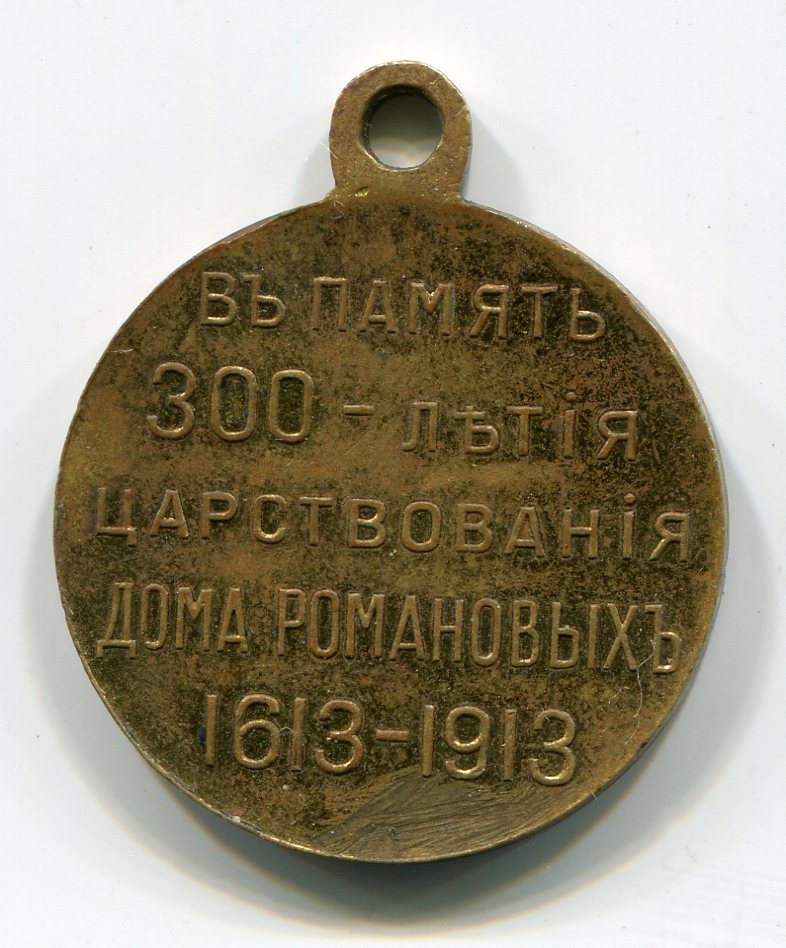 ВЪ ПАМЯТЬ
300-ЛѢТІЯ
ЦАРСТВОВАНІЯ
ДОМА РОМАНОВЫХЪ
1613-1913